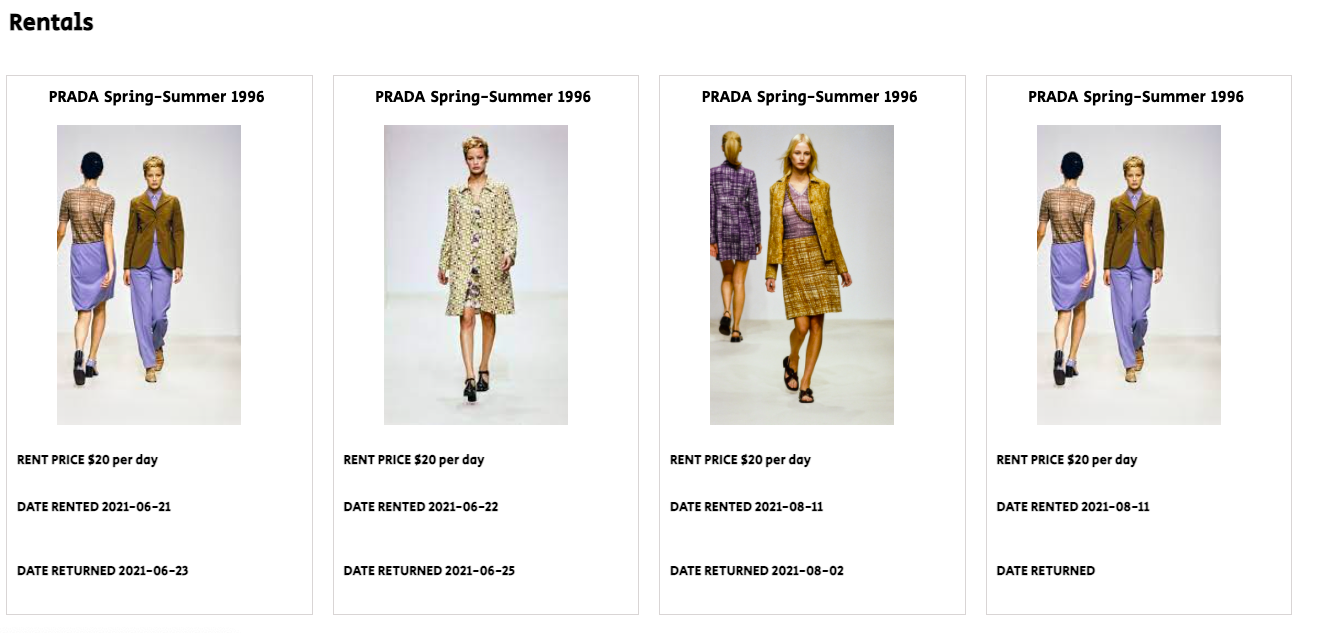 Rentals
PRADA Spring-Summer 1996
RENT PRICE $20 per day
DATE RENTED 2021-06-21
DATE RETURNED 2021-06-23
PRADA Spring-Summer 1996
RENT PRICE $20 per day
DATE RENTED 2021-06-22
DATE RETURNED 2021-06-25
PRADA Spring-Summer 1996
RENT PRICE $20 per day
DATE RENTED 2021-08-11
DATE RETURNED 2021-08-02
PRADA Spring-Summer 1996
RENT PRICE $20 per day
DATE RENTED 2021-08-11
DATE RETURNED